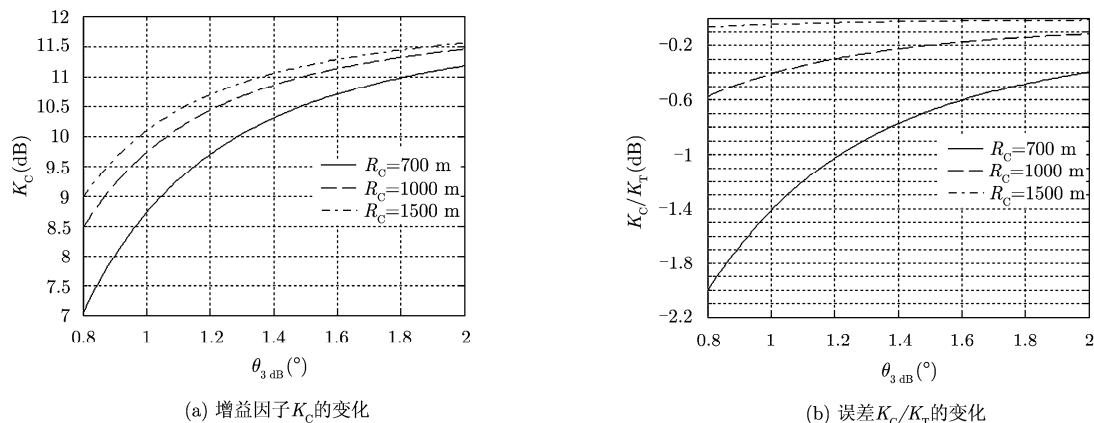 12
11.5
11
10.5
10
9.5
9
8.5
8
7.5
7
K_C(dB)
R_C=700 m
R_C=1000 m
R_C=1500 m
0.8 1 1.2 1.4 1.6 1.8 2
θ_3 dB(°)
(a) 增益因子K_C的变化
-0.2
-0.6
-1
-1.4
-1.8
-2.2
K_C/K_T(dB)
R_C=700 m
R_C=1000 m
R_C=1500 m
0.8 1 1.2 1.4 1.6 1.8 2
θ_3 dB(°)
(b) 误差K_C/K_T的变化